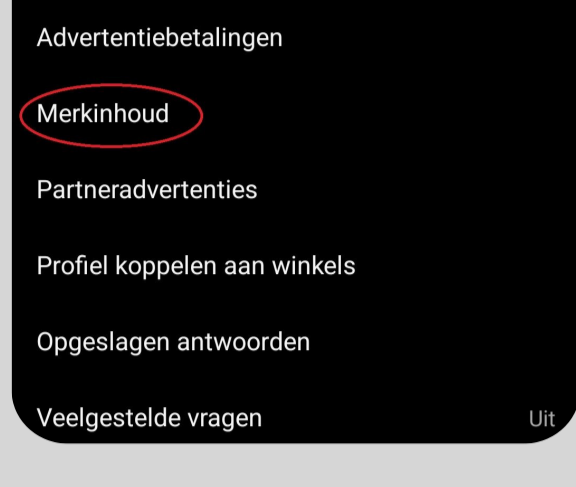 Advertentiebetalingen
Merkinhoud
Partneradvertenties
Profiel koppelen aan winkels
Opgeslagen antwoorden
Veelgestelde vragen Uit